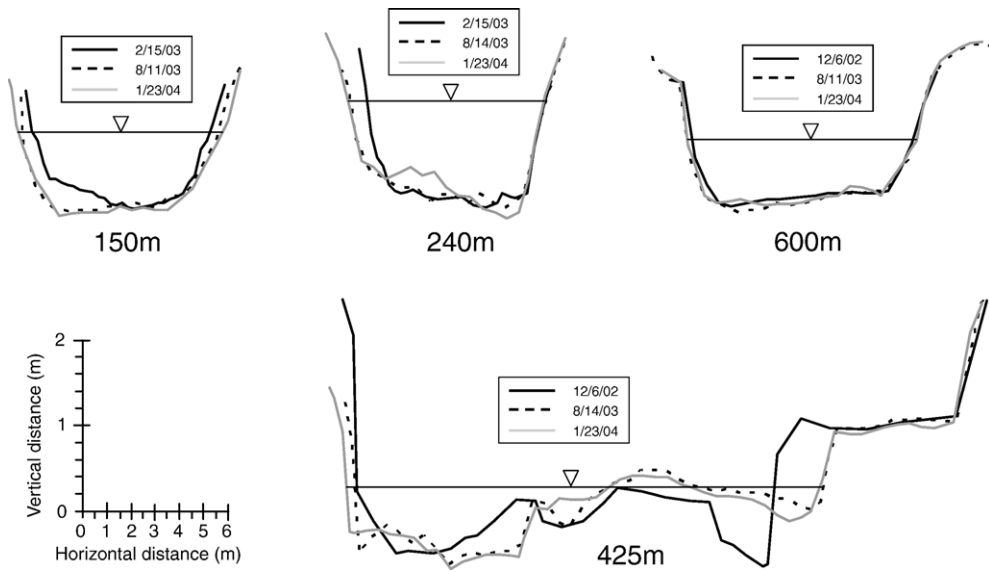 2/15/03
8/11/03
1/23/04
150m
2/15/03
8/14/03
1/23/04
240m
12/6/02
8/11/03
1/23/04
600m
Vertical distance (m)
2
1
0
0 1 2 3 4 5 6
Horizontal distance (m)
12/6/02
8/14/03
1/23/04
425m